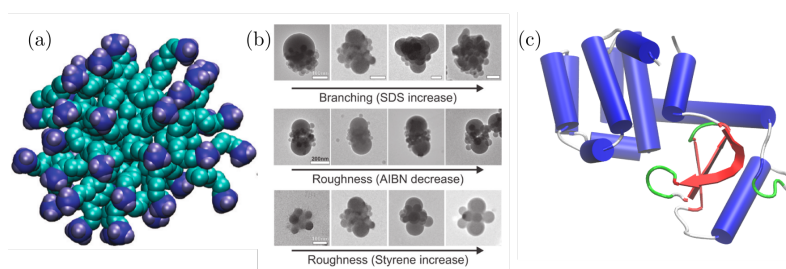 (a)
(b)
(c)
Branching (SDS increase)
200nm
Roughness (AIBN decrease)
Roughness (Styrene increase)